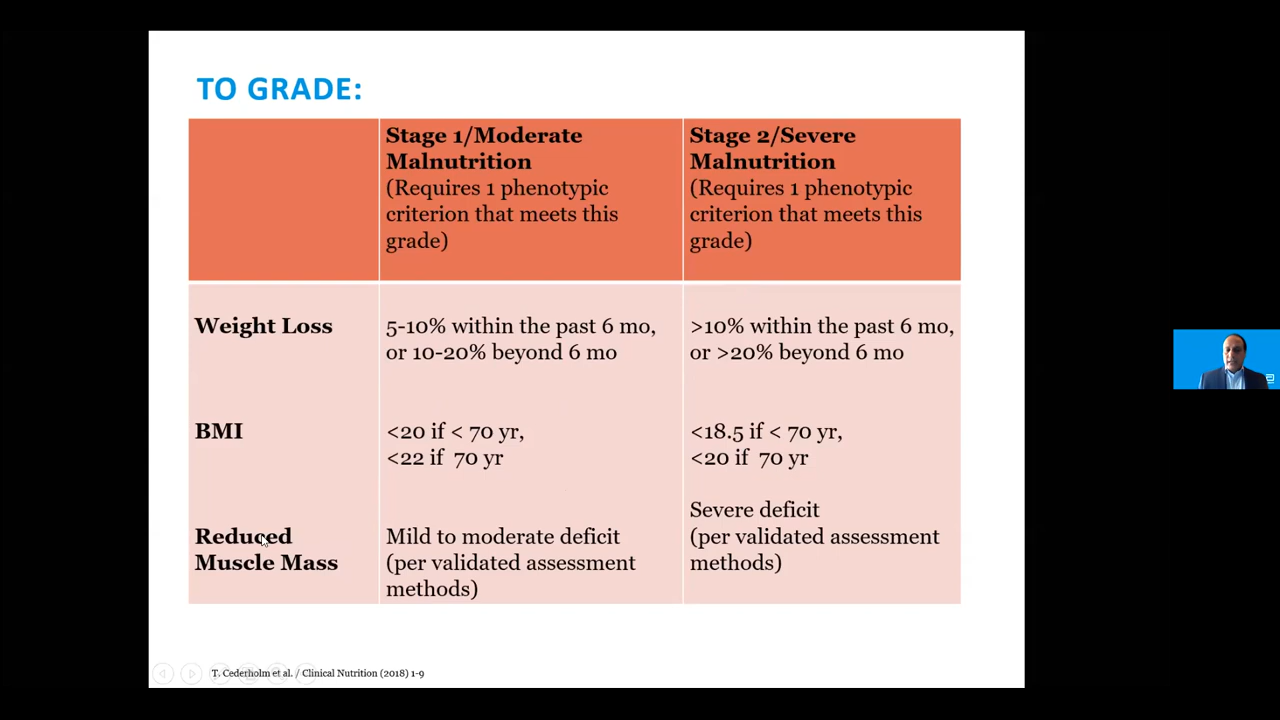 TO GRADE:
Stage 1/Moderate
Malnutrition
(Requires 1 phenotypic
criterion that meets this
grade)
Stage 2/Severe
Malnutrition
(Requires 1 phenotypic
criterion that meets this
grade)
Weight Loss
5-10% within the past 6 mo,
or 10-20% beyond 6 mo
>10% within the past 6 mo,
or >20% beyond 6 mo
BMI
<20 if < 70 yr,
<22 if  70 yr
<18.5 if < 70 yr,
<20 if  70 yr
Reduced
Muscle Mass
Mild to moderate deficit
(per validated assessment
methods)
Severe deficit
(per validated assessment
methods)
T. Cederholm et al. / Clinical Nutrition (2018) 1-9